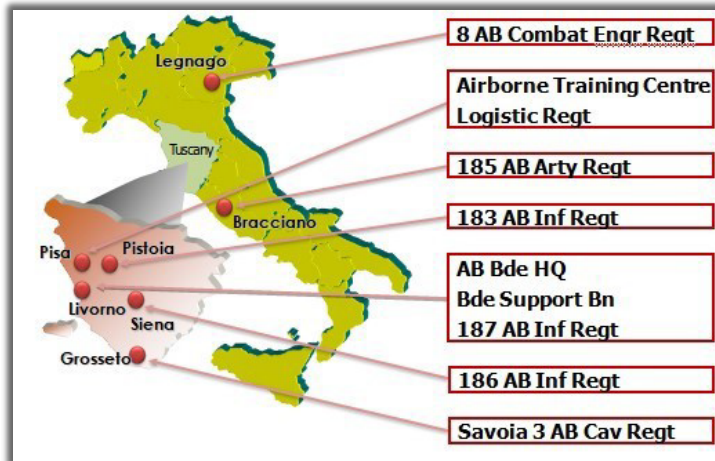 8 AB Combat Engr Regt
Legnago
Airborne Training Centre
Logistic Regt
Tuscany
185 AB Arty Regt
Bracciano
183 AB Inf Regt
Pisa
Pistoia
AB Bde HQ
Bde Support Bn
187 AB Inf Regt
Livorno
Siena
Grosseto
186 AB Inf Regt
Savoia 3 AB Cav Regt